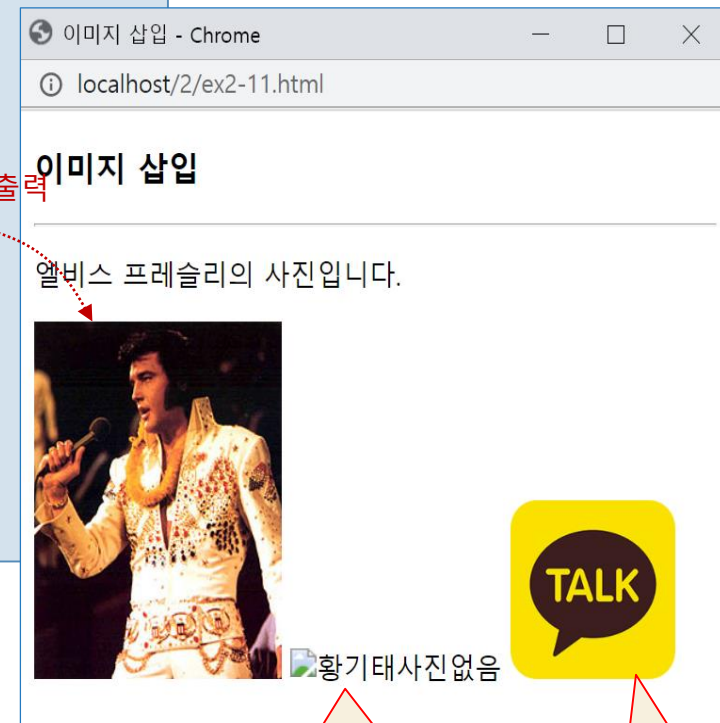 이미지 삽입 - Chrome
localhost/2/ex2-11.html
이미지 삽입
출력
엘비스 프레슬리의 사진입니다.
TALK
황기태사진없음